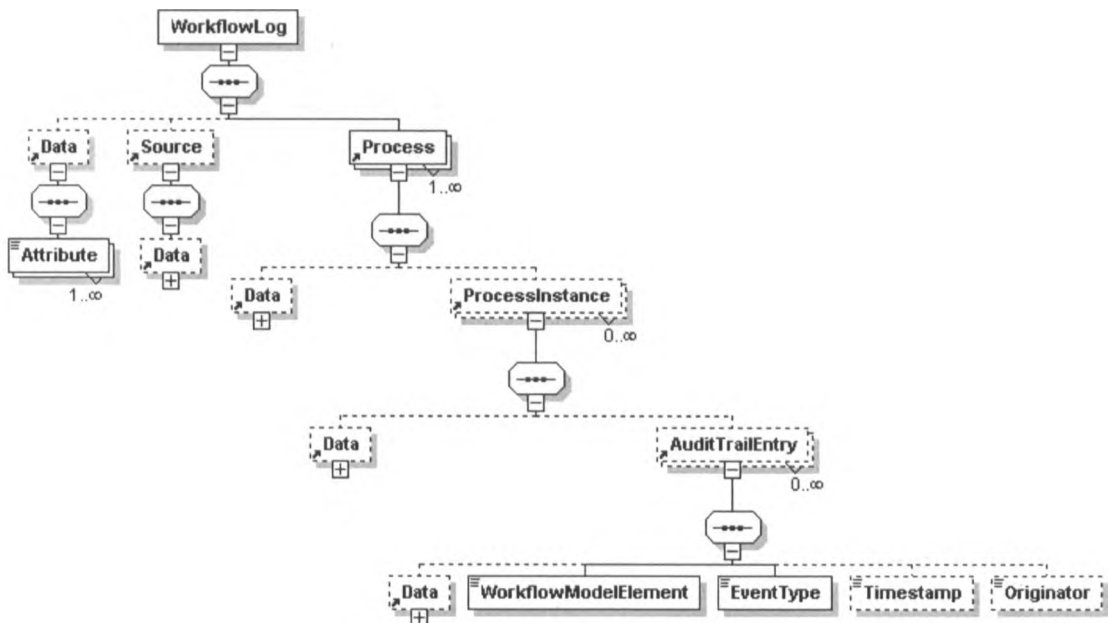 WorkflowLog
Data Source Process
1..∞
Attribute Data
1..∞
Data ProcessInstance
0..∞
Data AuditTrailEntry
0..∞
Data WorkflowModelElement EventType Timestamp Originator